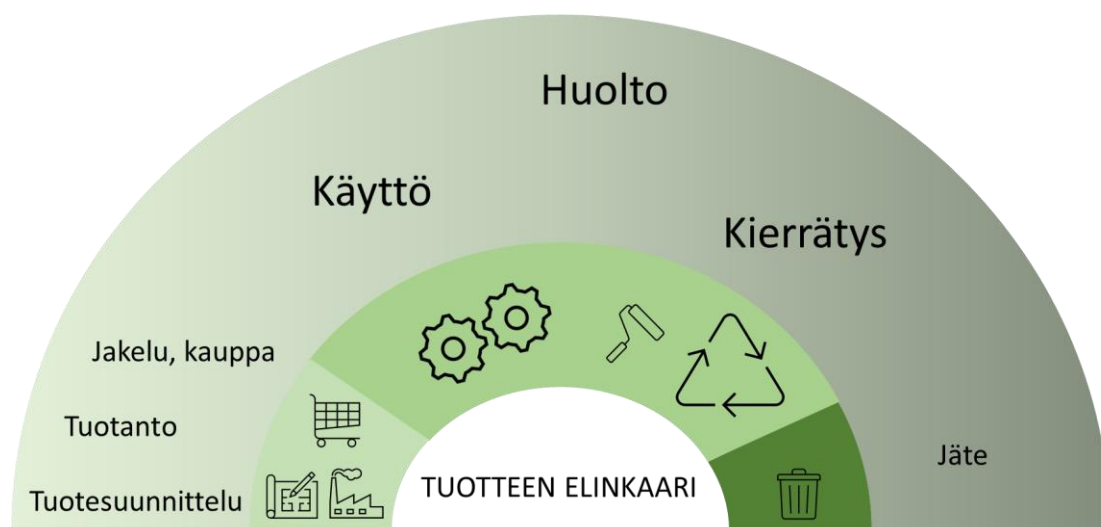 Huolto
Käyttö
Kierrätys
Jakelu, kauppa
Tuotanto
Jäte
TUOTTEEN ELINKAARI
Tuotesuunnittelu